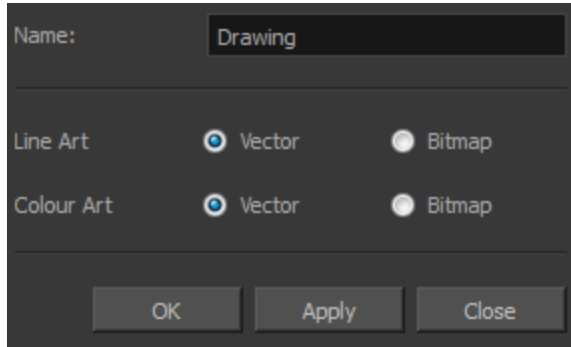 Name: Drawing
Line Art Vector Bitmap
Colour Art Vector Bitmap
OK Apply Close